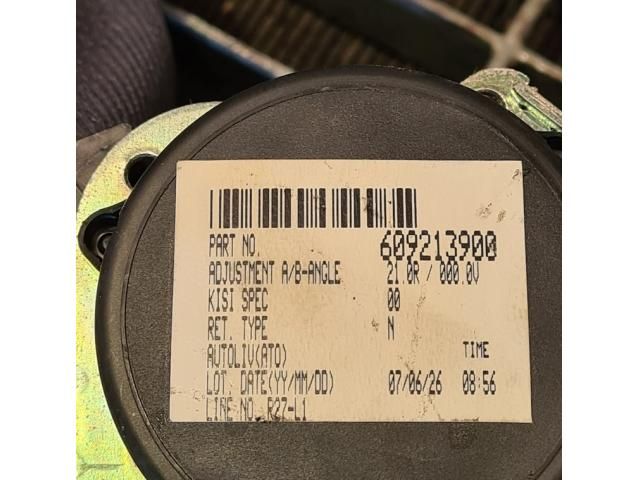 PART NO. 609213900
ADJUSTMENT A/B-ANGLE 21.0R / 000.0V
KISI SPEC 00
RET. TYPE N
AUTOLIV(ATO) TIME
LOT. DATE(YY/MM/DD) 07/06/26 08:56
LINE NO. R27-L1